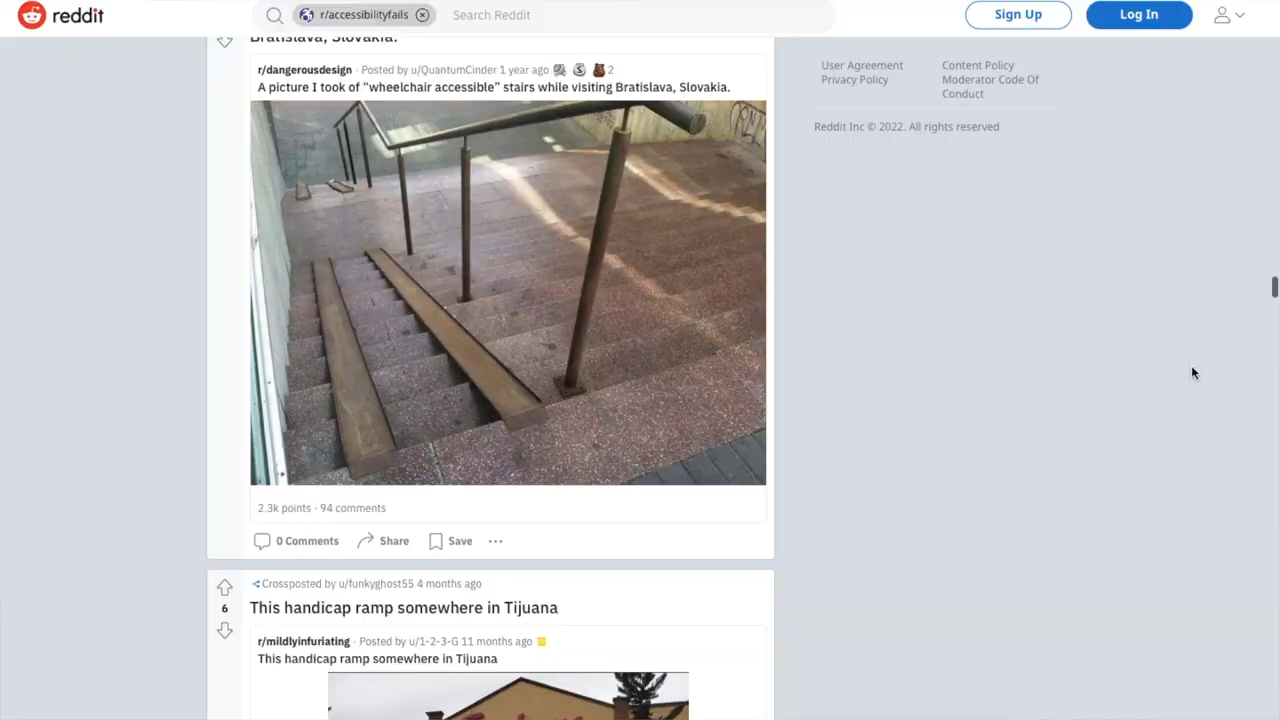 reddit
r/accessibilityfails
Search Reddit
Sign Up
Log In
Bratislava, Slovakia.
r/dangerousdesign · Posted by u/QuantumCinder 1 year ago 2
A picture I took of “wheelchair accessible” stairs while visiting Bratislava, Slovakia.
2.3k points · 94 comments
0 Comments
Share
Save
Crossposted by u/funkyghost55 4 months ago
6
This handicap ramp somewhere in Tijuana
r/mildlyinfuriating · Posted by u/1-2-3-G 11 months ago
This handicap ramp somewhere in Tijuana
User Agreement
Privacy Policy
Content Policy
Moderator Code Of
Conduct
Reddit Inc © 2022. All rights reserved